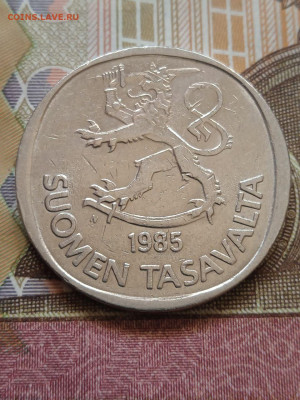 COINS.LAVE.RU
1985
SUOMEN TASAVALTA
N